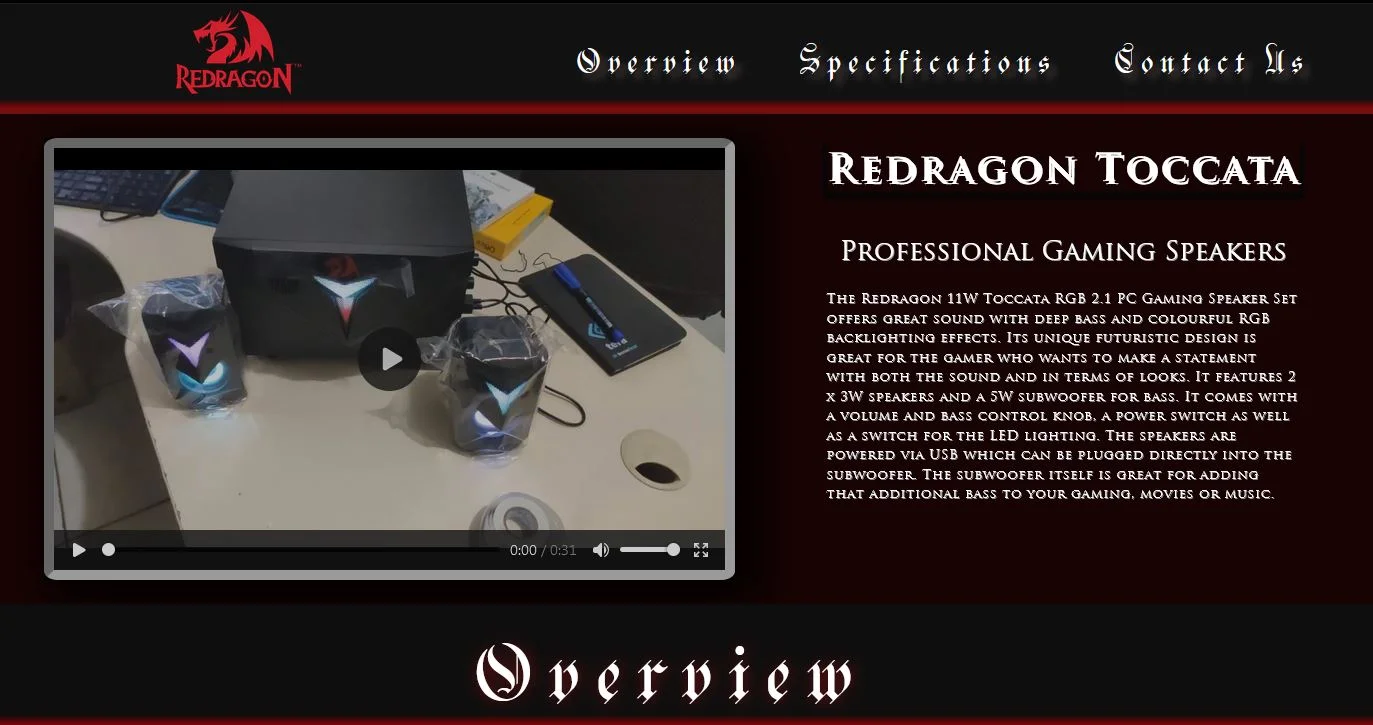 REDRAGON™
Overview Specifications Contact Us
Redragon Toccata
Professional Gaming Speakers
The Redragon 11W Toccata RGB 2.1 PC Gaming Speaker Set
offers great sound with deep bass and colourful RGB
backlighting effects. Its unique futuristic design is
great for the gamer who wants to make a statement
with both the sound and in terms of looks. It features 2
x 3W speakers and a 5W subwoofer for bass. It comes with
a volume and bass control knob, a power switch as well
as a switch for the LED lighting. The speakers are
powered via USB which can be plugged directly into the
subwoofer. The subwoofer itself is great for adding
that additional bass to your gaming, movies or music.
0:00 / 0:31
Overview